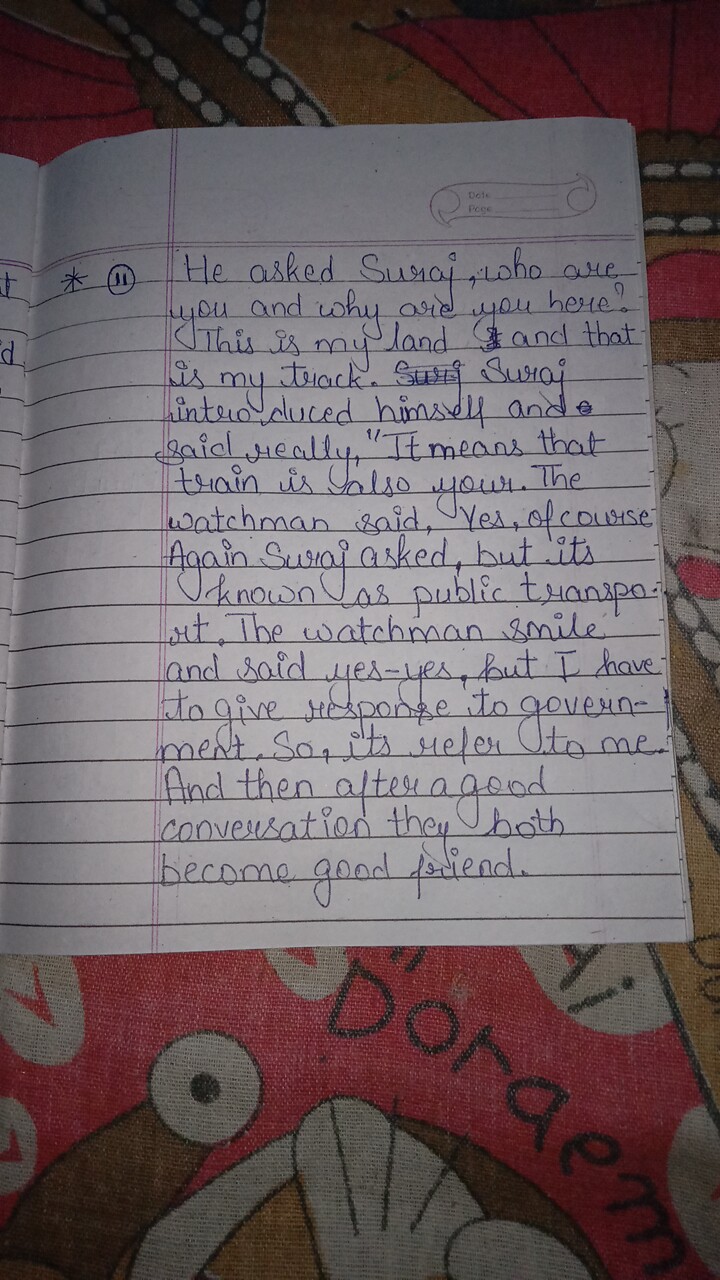 Date
Page
* 11 He asked Suraj, who are
you and why are you here?
This is my land and that
is my track. Suraj
introduced himself and
said really, "It means that
train is also your. The
watchman said, Yes, of course
Again Suraj asked, but its
known as public transpo-
rt. The watchman smile
and said yes-yes, but I have
to give response to govern-
ment. So, its refer to me.
And then after a good
conversation they both
become good friend.
t
d
Doraem